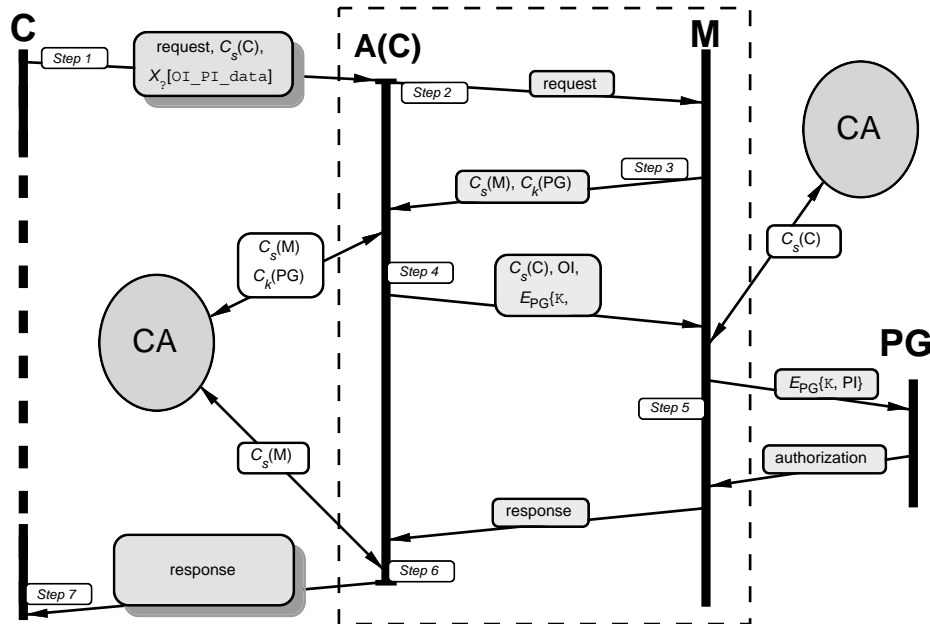 C
A(C)
M
Step 1
request, Cs(C),
X?[OI_PI_data]
Step 2
request
CA
Step 3
Cs(M), Ck(PG)
Cs(C)
Cs(M)
Ck(PG)
Step 4
Cs(C), OI,
EPG{K,
CA
PG
EPG{K, PI}
Step 5
Cs(M)
authorization
response
Step 6
response
Step 7